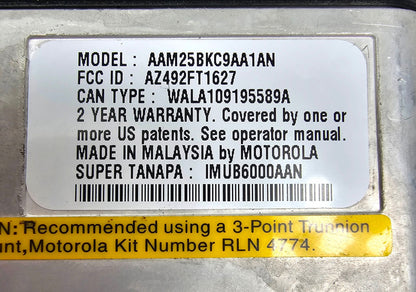 MODEL : AAM25BKC9AA1AN
FCC ID : AZ492FT1627
CAN TYPE : WALA109195589A
2 YEAR WARRANTY. Covered by one or
more US patents. See operator manual.
MADE IN MALAYSIA by MOTOROLA
SUPER TANAPA : IMUB6000AAN
N: Recommended using a 3-Point Trunnion
unt,Motorola Kit Number RLN 4774.